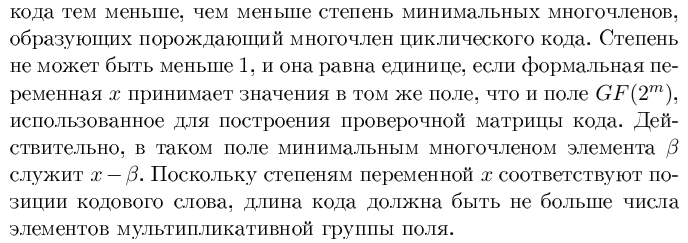 кода тем меньше, чем меньше степень минимальных многочленов,
образующих порождающий многочлен циклического кода. Степень
не может быть меньше 1, и она равна единице, если формальная пе-
ременная x принимает значения в том же поле, что и поле GF(2^m),
использованное для построения проверочной матрицы кода. Дей-
ствительно, в таком поле минимальным многочленом элемента β
служит x − β. Поскольку степеням переменной x соответствуют по-
зиции кодового слова, длина кода должна быть не больше числа
элементов мультипликативной группы поля.